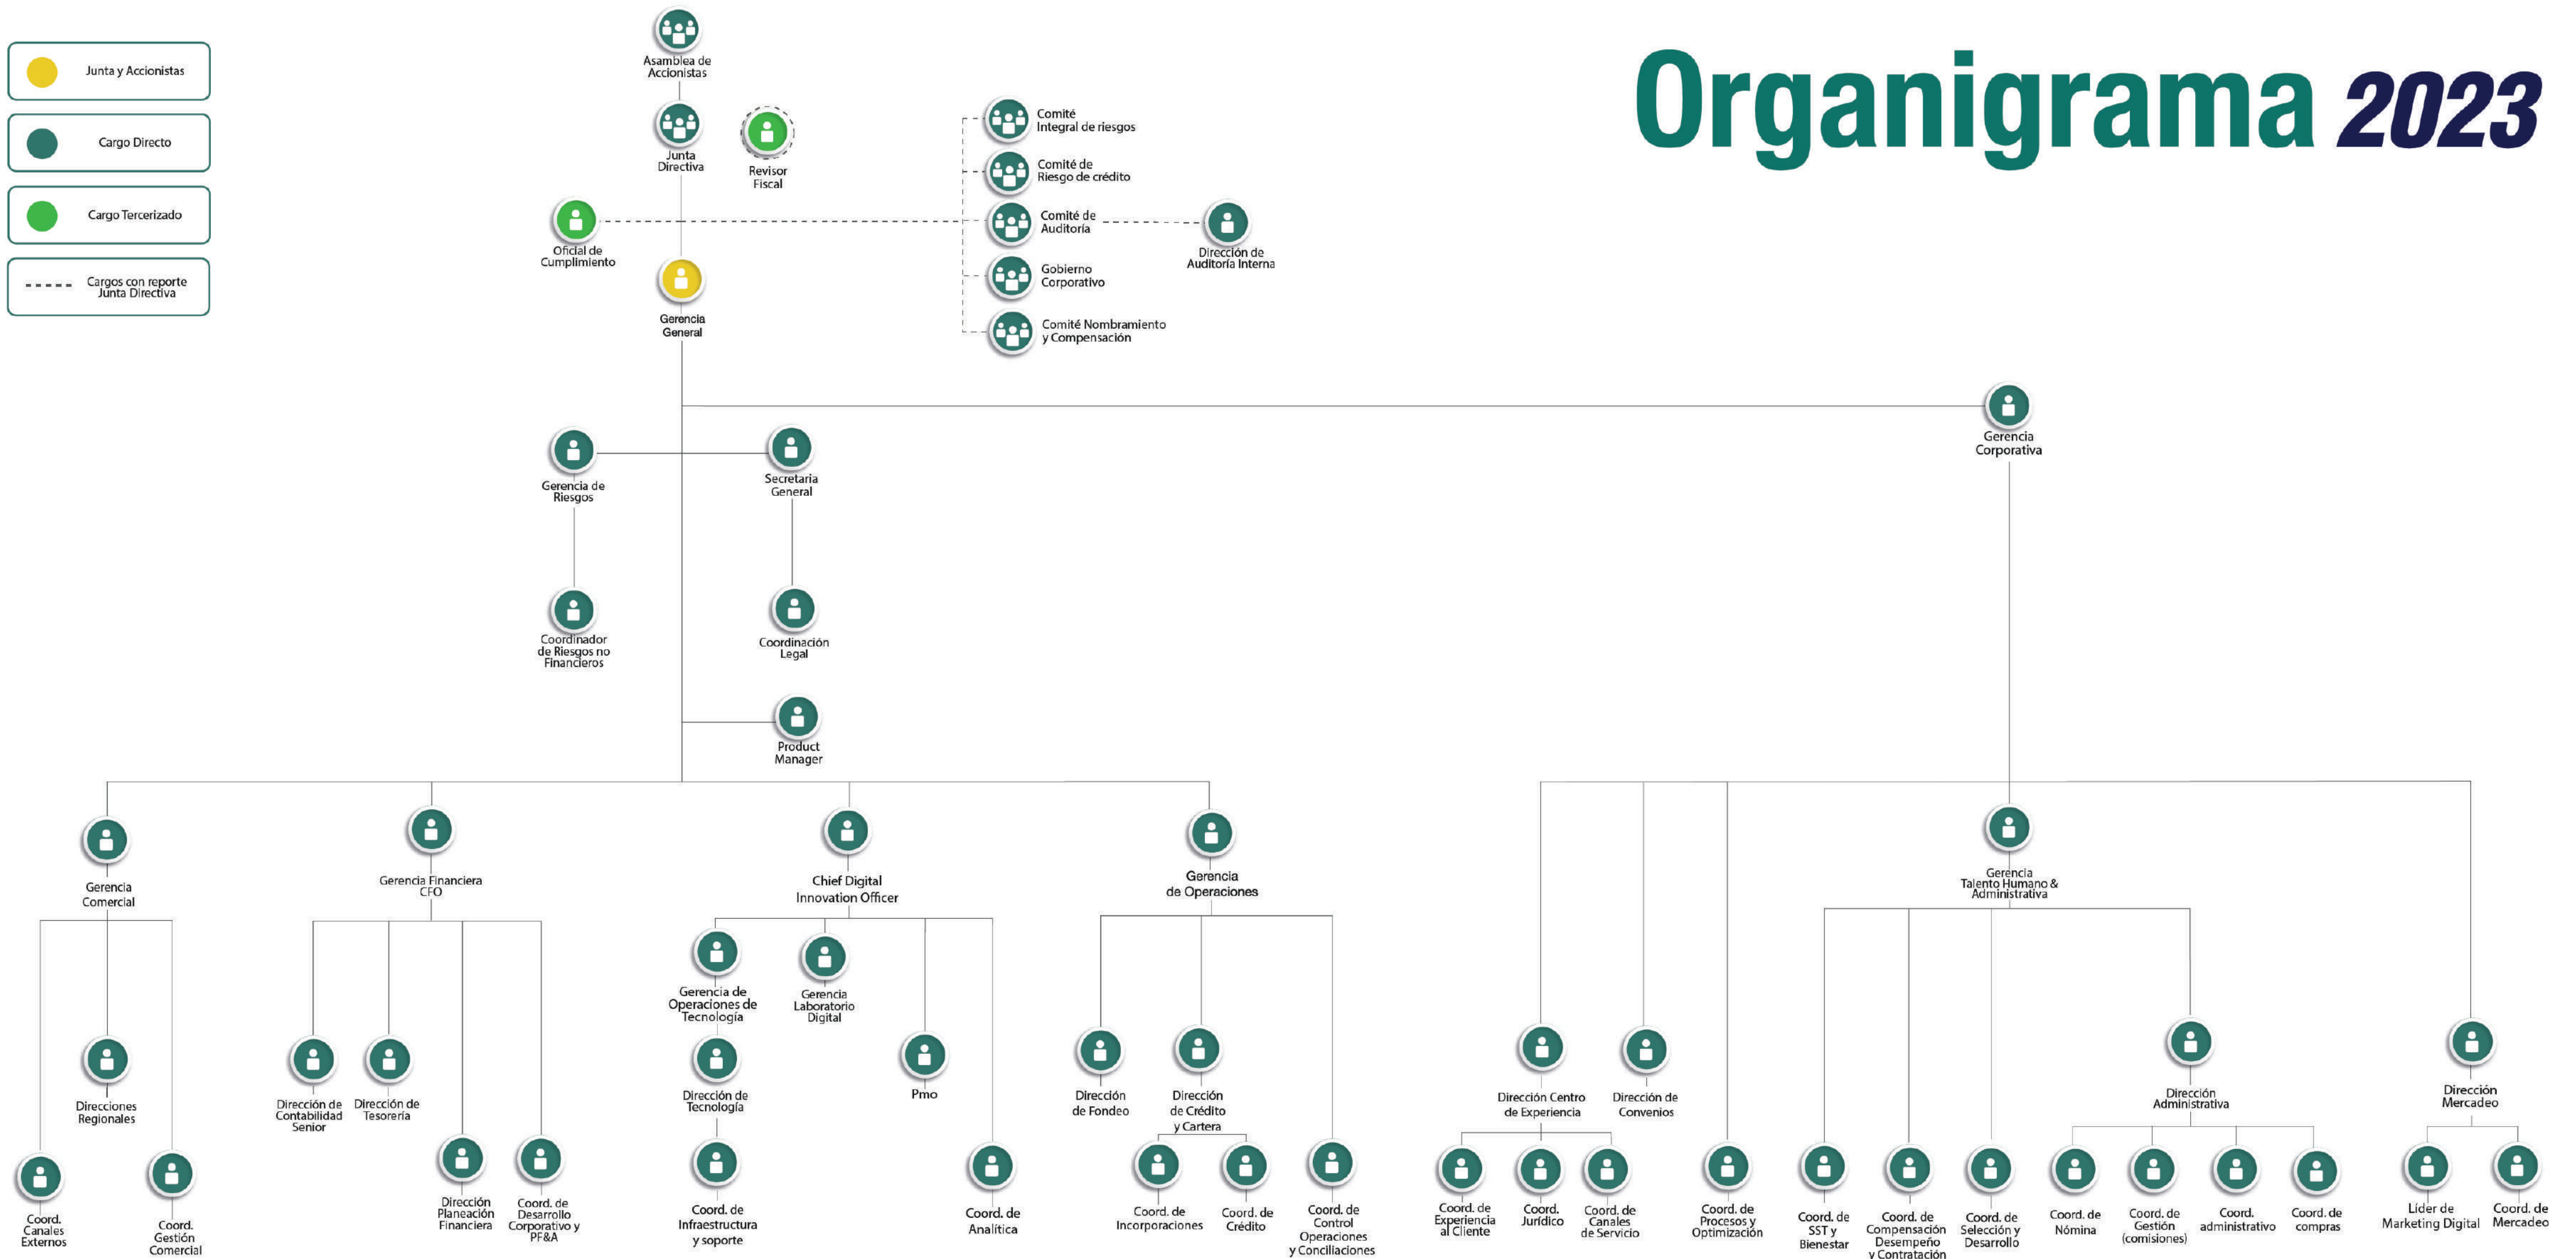 Organigrama 2023
Junta y Accionistas
Cargo Directo
Cargo Tercerizado
Cargos con reporte
Junta Directiva
Asamblea de
Accionistas
Junta
Directiva
Revisor
Fiscal
Oficial de
Cumplimiento
Gerencia
General
Comité
Integral de riesgos
Comité de
Riesgo de crédito
Comité de
Auditoría
Dirección de
Auditoría Interna
Gobierno
Corporativo
Comité Nombramiento
y Compensación
Gerencia
Corporativa
Gerencia de
Riesgos
Secretaria
General
Coordinador
de Riesgos no
Financieros
Coordinación
Legal
Product
Manager
Gerencia
Comercial
Gerencia Financiera
CFO
Chief Digital
Innovation Officer
Gerencia
de Operaciones
Gerencia
Talento Humano &
Administrativa
Gerencia de
Operaciones de
Tecnología
Gerencia
Laboratorio
Digital
Direcciones
Regionales
Dirección de
Contabilidad
Senior
Dirección de
Tesorería
Dirección de
Tecnología
Pmo
Dirección
de Fondeo
Dirección
de Crédito
y Cartera
Dirección Centro
de Experiencia
Dirección de
Convenios
Dirección
Administrativa
Dirección
Mercadeo
Coord.
Canales
Externos
Coord.
Gestión
Comercial
Dirección
Planeación
Financiera
Coord. de
Desarrollo
Corporativo y
PF&A
Coord. de
Infraestructura
y soporte
Coord. de
Analítica
Coord. de
Incorporaciones
Coord. de
Crédito
Coord. de
Control
Operaciones
y Conciliaciones
Coord. de
Experiencia
al Cliente
Coord.
Jurídico
Coord. de
Canales
de Servicio
Coord. de
Procesos y
Optimización
Coord. de
SST y
Bienestar
Coord. de
Compensación
Desempeño
y Contratación
Coord. de
Selección y
Desarrollo
Coord. de
Nómina
Coord. de
Gestión
(comisiones)
Coord.
administrativo
Coord. de
compras
Líder de
Marketing Digital
Coord. de
Mercadeo